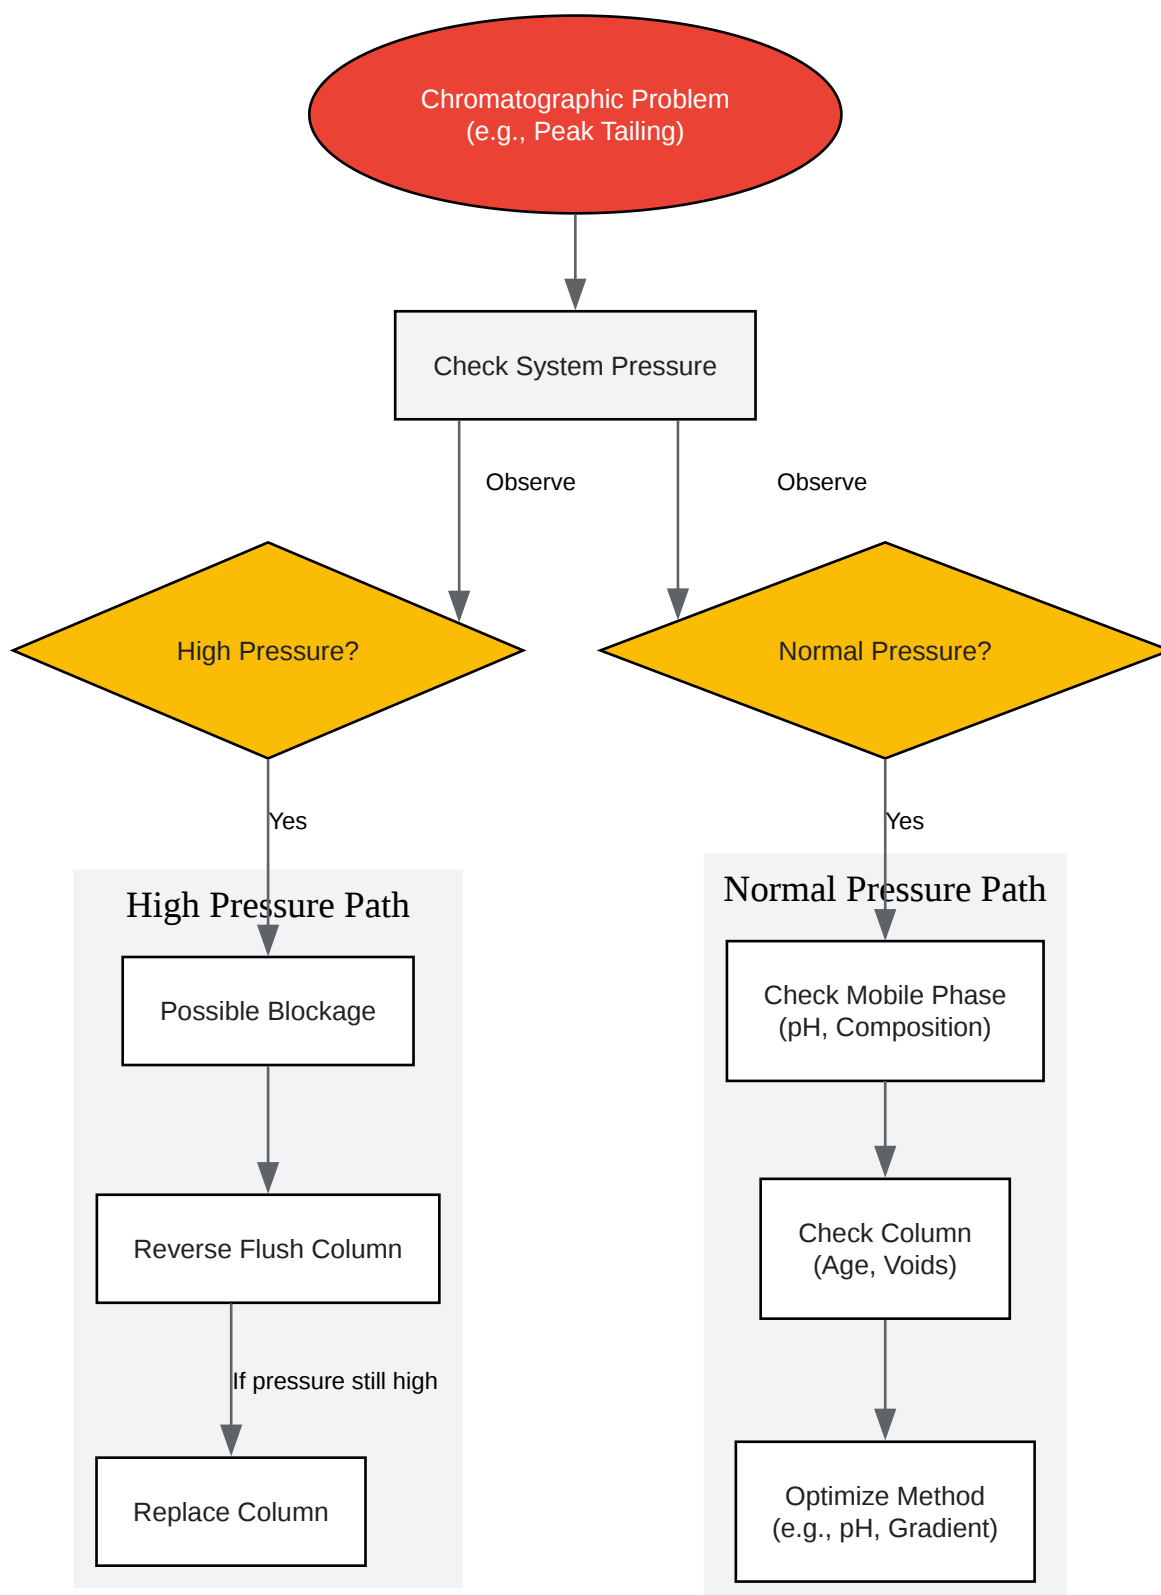 Chromatographic Problem
(e.g., Peak Tailing)
Check System Pressure
Observe
Observe
High Pressure?
Normal Pressure?
Yes
Yes
High Pressure Path
Possible Blockage
Reverse Flush Column
If pressure still high
Replace Column
Normal Pressure Path
Check Mobile Phase
(pH, Composition)
Check Column
(Age, Voids)
Optimize Method
(e.g., pH, Gradient)